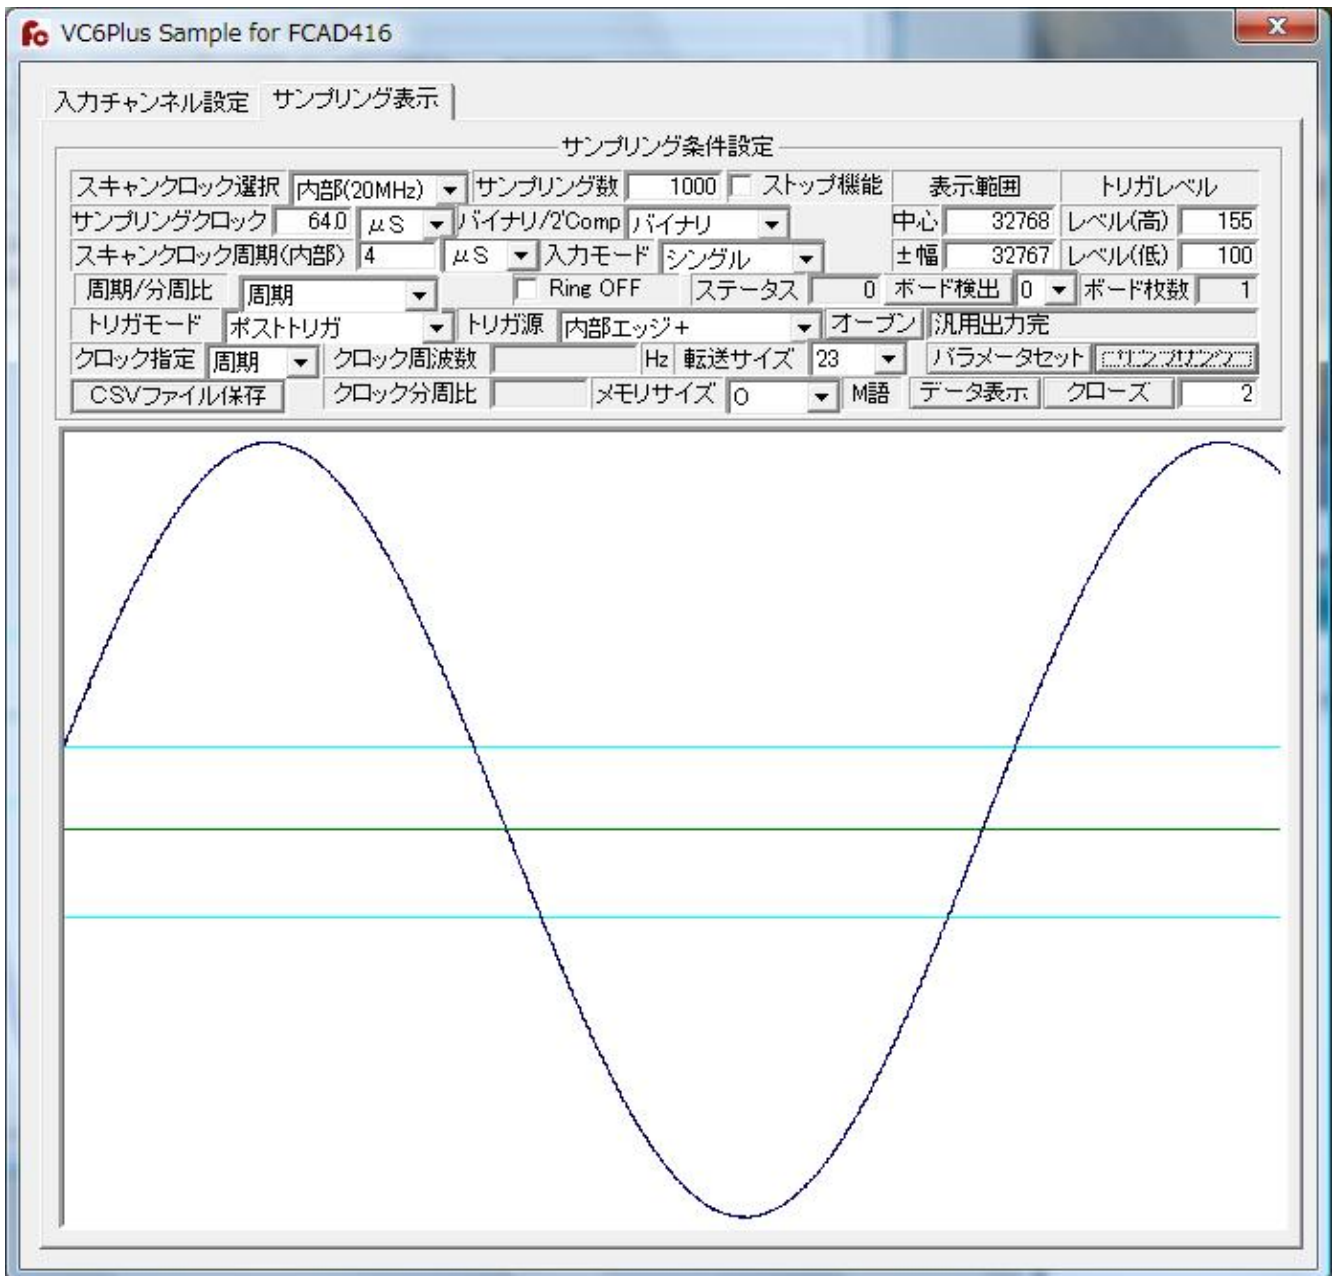 Fc VC6Plus Sample for FCAD416
X
入力チャンネル設定 サンプリング表示
サンプリング条件設定
スキャンクロック選択 内部(20MHz) サンプリング数 1000 ストップ機能 表示範囲 トリガレベル
サンプリングクロック 64.0 μS バイナリ/2'Comp バイナリ 中心 32768 レベル(高) 155
スキャンクロック周期(内部) 4 μS 入力モード シングル ±幅 32767 レベル(低) 100
周期/分周比 周期 Ring OFF ステータス 0 ボード検出 0 ボード枚数 1
トリガモード ポストトリガ トリガ源 内部エッジ+ オープン 汎用出力完
クロック指定 周期 クロック周波数 Hz 転送サイズ 23 パラメータセット
CSVファイル保存 クロック分周比 メモリサイズ 0 M語 データ表示 クローズ 2